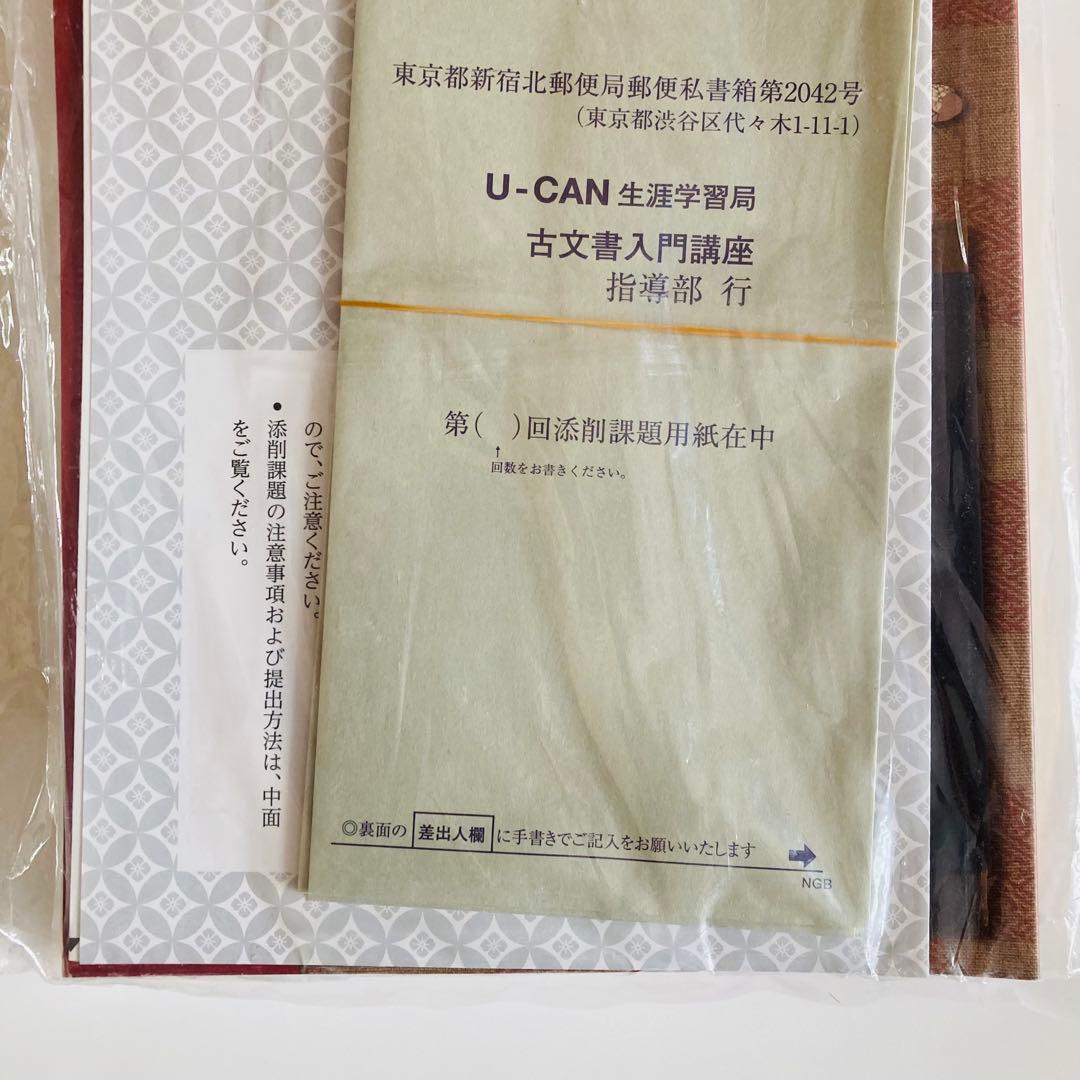 東京都新宿北郵便局郵便私書箱第2042号
（東京都渋谷区代々木1-11-1）
U-CAN 生涯学習局
古文書入門講座
指導部 行
第( )回添削課題用紙在中
↑
回数をお書きください。
◎裏面の 差出人欄 に手書きでご記入をお願いいたします
NGB
ので、ご注意ください。
●添削課題の注意事項および提出方法は、中面
をご覧ください。